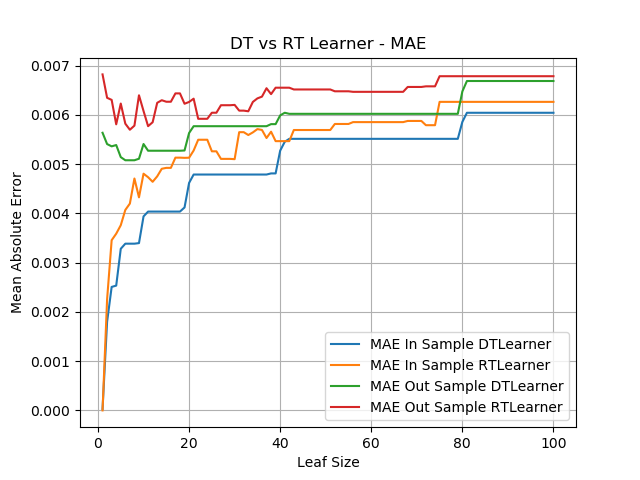 DT vs RT Learner - MAE
Mean Absolute Error
0.007
0.006
0.005
0.004
0.003
0.002
0.001
0.000
MAE In Sample DTLearner
MAE In Sample RTLearner
MAE Out Sample DTLearner
MAE Out Sample RTLearner
0 20 40 60 80 100
Leaf Size